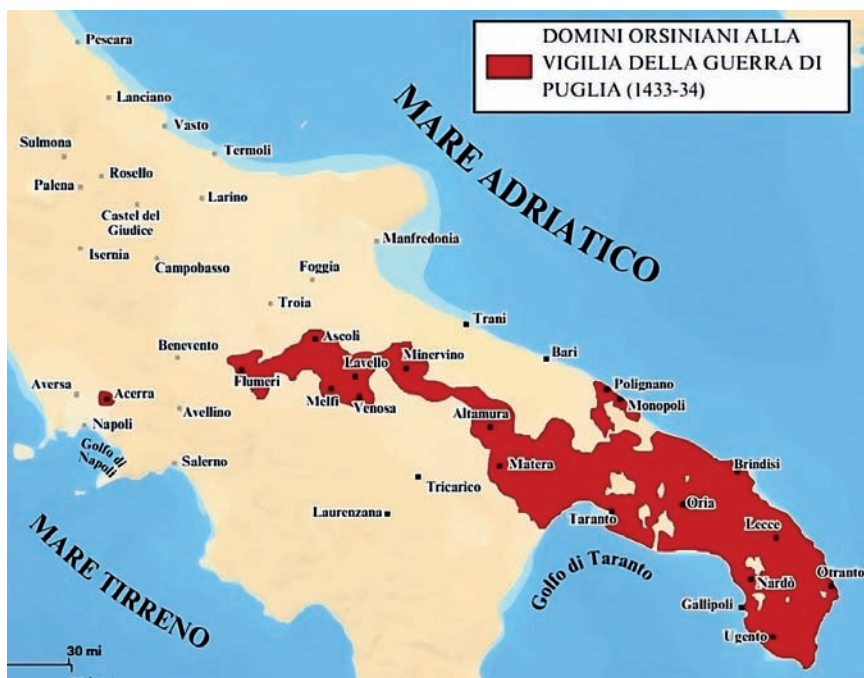 DOMINI ORSINIANI ALLA
VIGILIA DELLA GUERRA DI
PUGLIA (1433-34)
Pescara
Lanciano
Vasto
Sulmona
Termoli
Rosello
Palena
Larino
Castel del
Giudice
MARE ADRIATICO
Manfredonia
Isernia
Campobasso
Foggia
Troia
Trani
Ascoli
Benevento
Bari
Minervino
Lavello
Flumeri
Polignano
Aversa
Acerra
Melfi
Venosa
Monopoli
Avellino
Altamura
Napoli
Golfo di
Napoli
Salerno
Matera
Brindisi
Tricarico
Oria
Laurenzana
Taranto
Lecce
MARE TIRRENO
Golfo di Taranto
Nardò
Otranto
Gallipoli
Ugento
30 mi